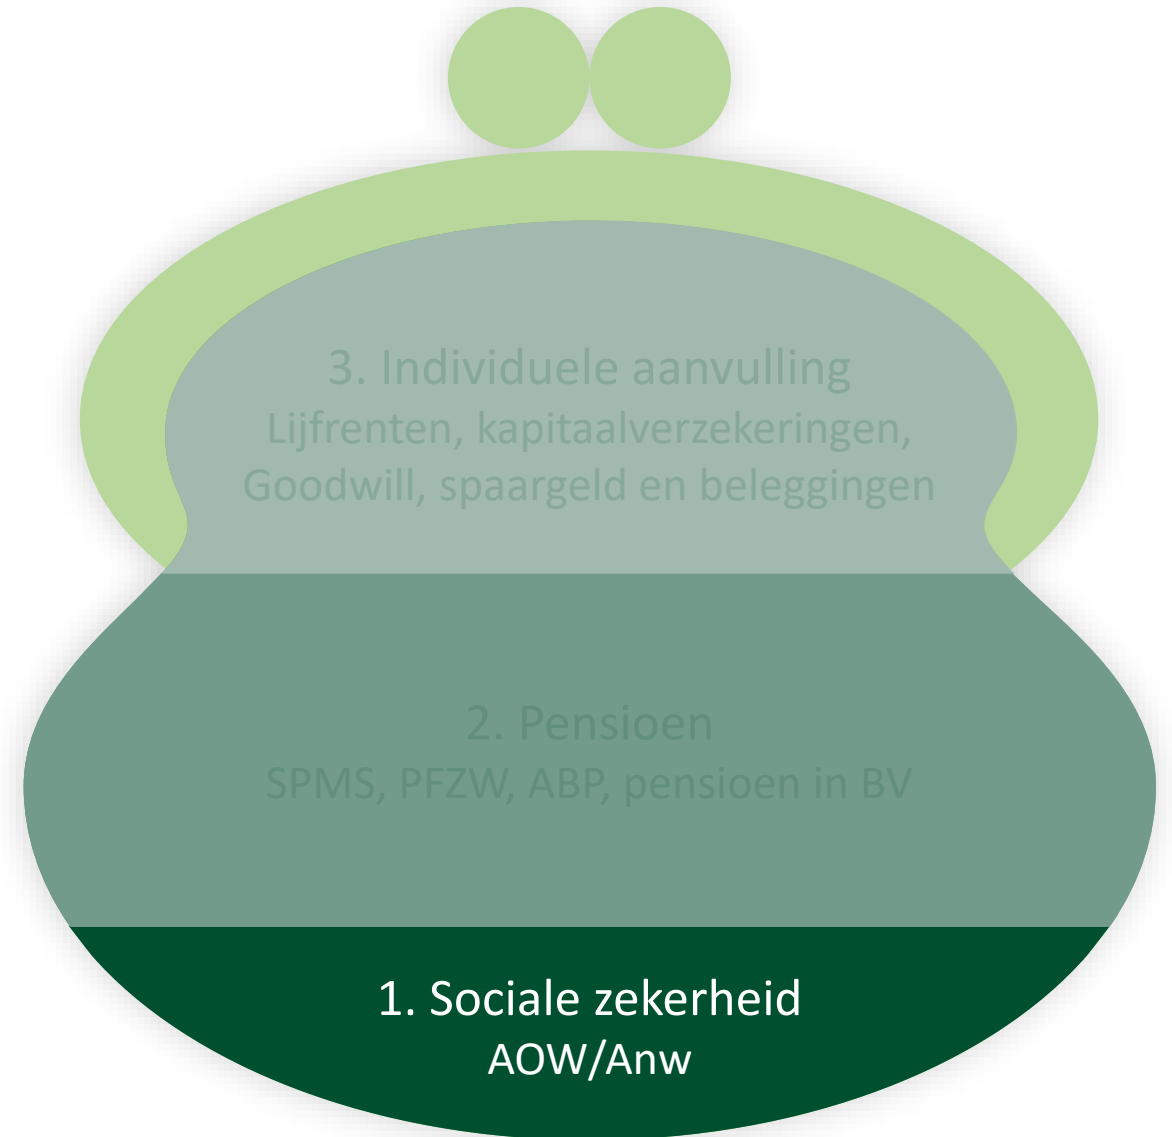 3. Individuele aanvulling
Lijfrenten, kapitaalverzekeringen,
Goodwill, spaargeld en beleggingen
2. Pensioen
SPMS, PFZW, ABP, pensioen in BV
1. Sociale zekerheid
AOW/Anw